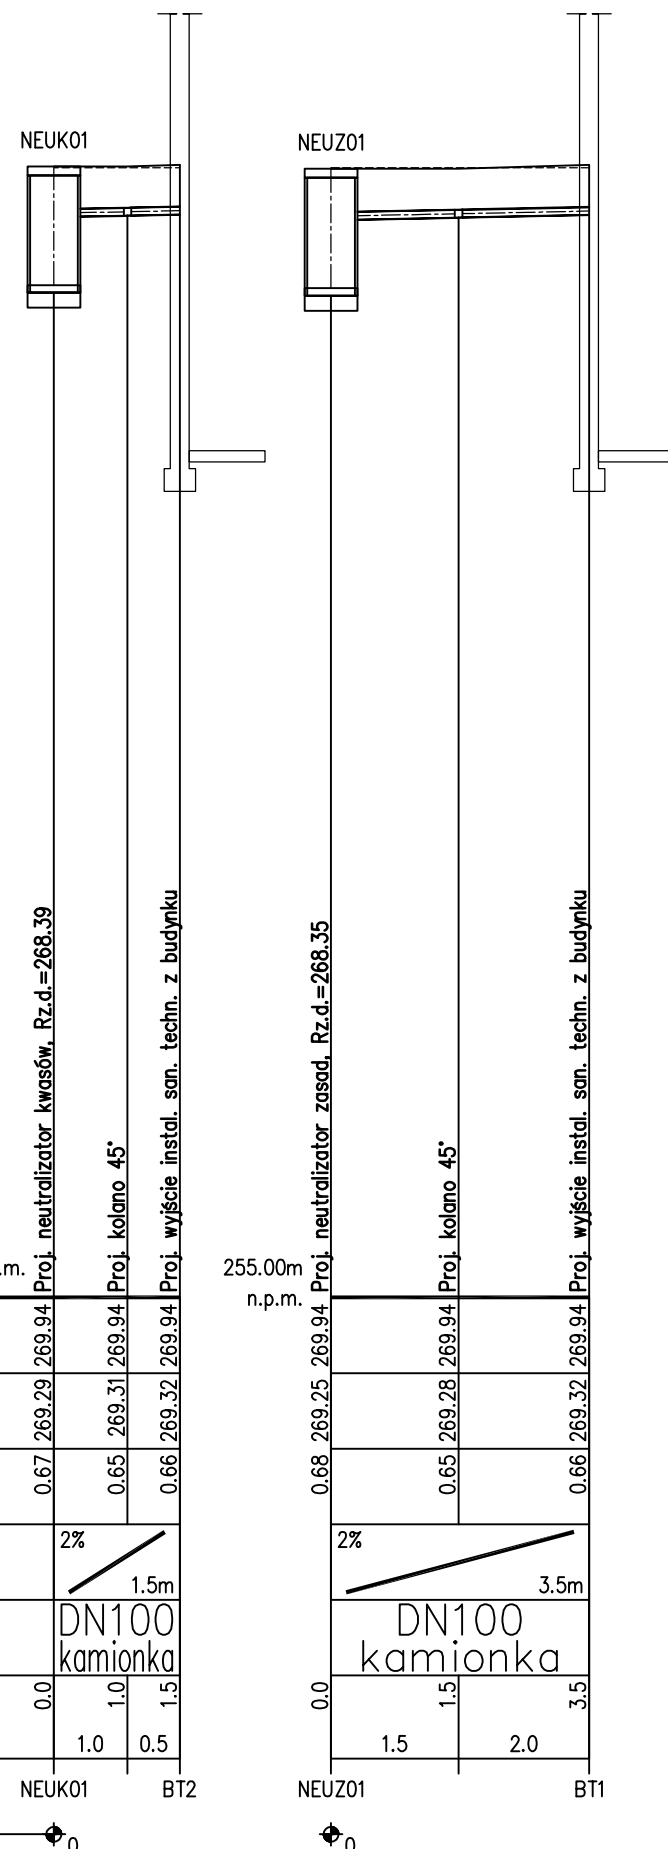 NEUK01
NEUZ01
Proj. neutralizator kwasów, Rz.d.=268.39
Proj. kolano 45°
Proj. wyjście instal. san. techn. z budynku
Proj. neutralizator zasad, Rz.d.=268.35
Proj. kolano 45°
Proj. wyjście instal. san. techn. z budynku
.m.
255.00m
n.p.m.
269.94 269.94 269.94
269.94 269.94 269.94
269.29 269.31 269.32
269.25 269.28 269.32
0.67 0.65 0.66
0.68 0.65 0.66
2%
1.5m
2%
3.5m
DN100
kamionka
DN100
kamionka
0.0 1.0 1.5
0.0 1.5 3.5
1.0 0.5
1.5 2.0
NEUK01 BT2
NEUZ01 BT1
0
0